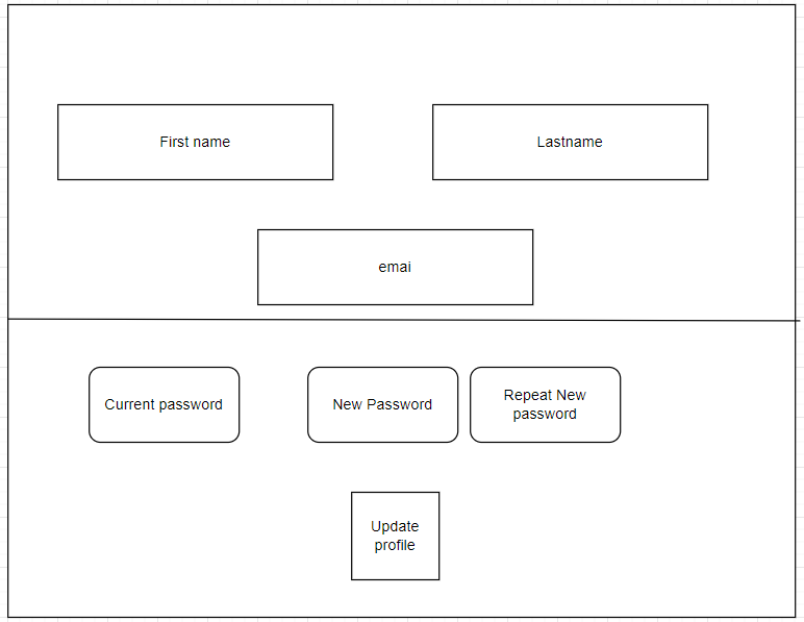 First name
Lastname
emai
Current password
New Password
Repeat New
password
Update
profile